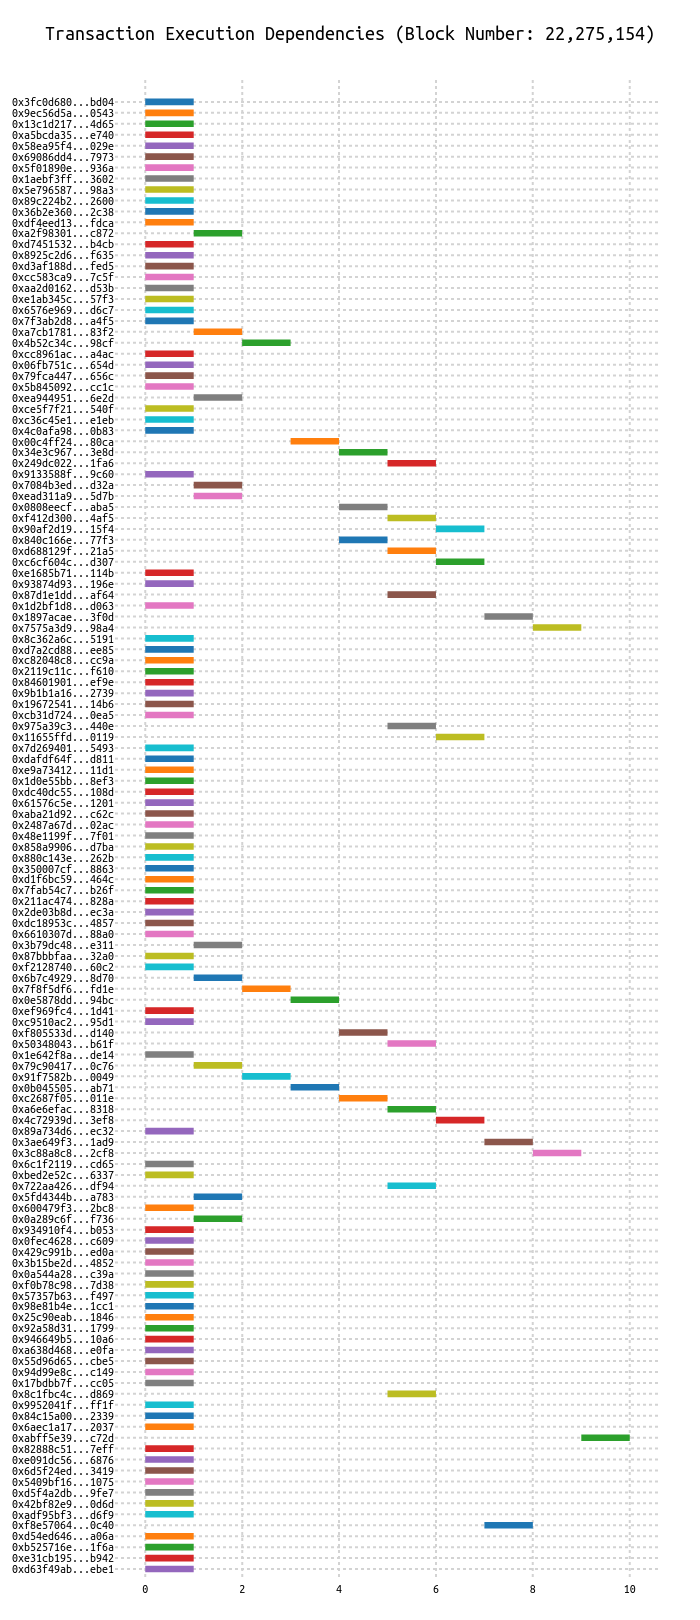 Transaction Execution Dependencies (Block Number: 22,275,154)
0x3fc0d680...bd04
0x9ec56d5a...0543
0x13c1d217...4d65
0xa5bcda35...e740
0x58ea95f4...029e
0x69086dd4...7973
0x5f01890e...936a
0x1aebf3ff...3602
0x5e796587...98a3
0x89c224b2...2600
0x36b2e360...2c38
0xdf4eed13...fdca
0xa2f98301...c872
0xd7451532...b4cb
0x8925c2d6...f635
0xd3af188d...fed5
0xcc583ca9...7c5f
0xaa2d0162...d53b
0xe1ab345c...57f3
0x6576e969...d6c7
0x7f3ab2d8...a4f5
0xa7cb1781...83f2
0x4b52c34c...98cf
0xcc8961ac...a4ac
0x06fb751c...654d
0x79fca447...656c
0x5b845092...cc1c
0xea944951...6e2d
0xce5f7f21...540f
0xc36c45e1...e1eb
0x4c0afa98...0b83
0x00c4ff24...80ca
0x34e3c967...3e8d
0x249dc022...1fa6
0x9133588f...9c60
0x7084b3ed...d32a
0xead311a9...5d7b
0x0808eecf...aba5
0xf412d300...4af5
0x90af2d19...15f4
0x840c166e...77f3
0xd688129f...21a5
0xc6cf604c...d307
0xe1685b71...114b
0x93874d93...196e
0x87d1e1dd...af64
0x1d2bf1d8...d063
0x1897acae...3f0d
0x7575a3d9...98a4
0x8c362a6c...5191
0xd7a2cd88...ee85
0xc82048c8...cc9a
0x2119c11c...f610
0x84601901...ef9e
0x9b1b1a16...2739
0x19672541...14b6
0xcb31d724...0ea5
0x975a39c3...440e
0x11655ffd...0119
0x7d269401...5493
0xdafdf64f...d811
0xe9a73412...11d1
0x1d0e55bb...8ef3
0xdc40dc55...108d
0x61576c5e...1201
0xaba21d92...c62c
0x2487a67d...02ac
0x48e1199f...7f01
0x858a9906...d7ba
0x880c143e...262b
0x350007cf...8863
0xd1f6bc59...464c
0x7fab54c7...b26f
0x211ac474...828a
0x2de03b8d...ec3a
0xdc18953c...4857
0x6610307d...88a0
0x3b79dc48...e311
0x87bbbfaa...32a0
0xf2128740...60c2
0x6b7c4929...8d70
0x7f8f5df6...fd1e
0x0e5878dd...94bc
0xef969fc4...1d41
0xc9510ac2...95d1
0xf805533d...d140
0x50348043...b61f
0x1e642f8a...de14
0x79c90417...0c76
0x91f7582b...0049
0x0b045505...ab71
0xc2687f05...011e
0xa6e6efac...8318
0x4c72939d...3ef8
0x89a734d6...ec32
0x3ae649f3...1ad9
0x3c88a8c8...2cf8
0x6c1f2119...cd65
0xbed2e52c...6337
0x722aa426...df94
0x5fd4344b...a783
0x600479f3...2bc8
0x0a289c6f...f736
0x934910f4...b053
0x0fec4628...c609
0x429c991b...ed0a
0x3b15be2d...4852
0x0a544a28...c39a
0xf0b78c98...7d38
0x57357b63...f497
0x98e81b4e...1cc1
0x25c90eab...1846
0x92a58d31...1799
0x946649b5...10a6
0xa638d468...e0fa
0x55d96d65...cbe5
0x94d99e8c...c149
0x17bdbb7f...cc05
0x8c1fbc4c...d869
0x9952041f...ff1f
0x84c15a00...2339
0x6aec1a17...2037
0xabff5e39...c72d
0x82888c51...7eff
0xe091dc56...6876
0x6d5f24ed...3419
0x5409bf16...1075
0xd5f4a2db...9fe7
0x42bf82e9...0d6d
0xadf95bf3...d6f9
0xf8e57064...0c40
0xd54ed646...a06a
0xb525716e...1f6a
0xe31cb195...b942
0xd63f49ab...ebe1
0 2 4 6 8 10